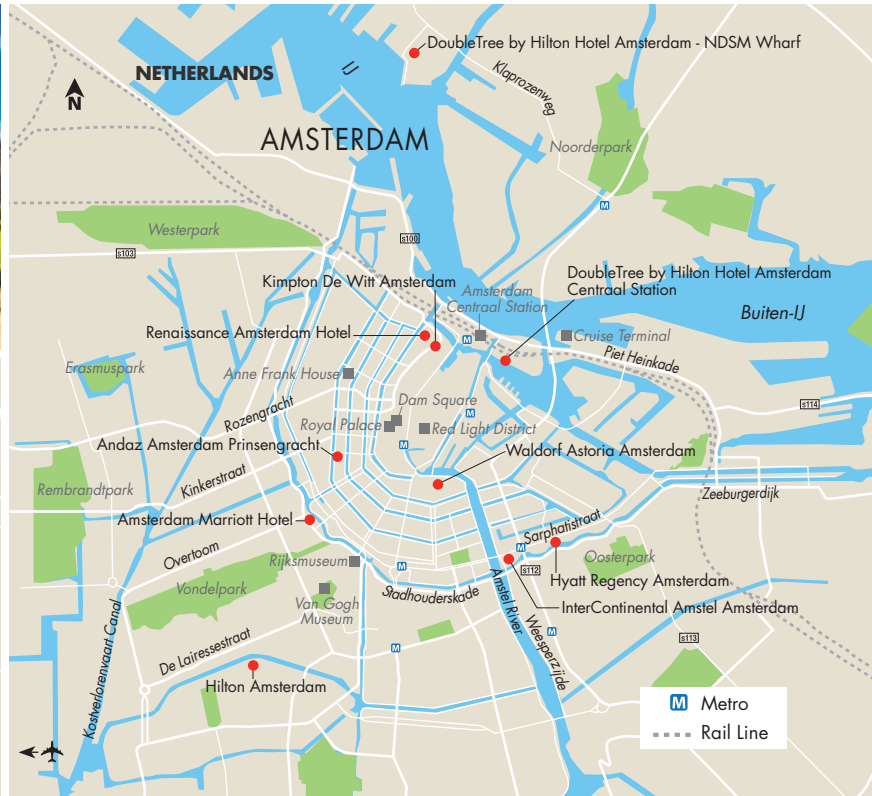 DoubleTree by Hilton Hotel Amsterdam - NDSM Wharf
NETHERLANDS
IJ
Klaprozenweg
N
AMSTERDAM
Noorderpark
M
Westerpark
s100
s103
Kimpton De Witt Amsterdam
Amsterdam
Centraal Station
DoubleTree by Hilton Hotel Amsterdam
Centraal Station
Buiten-IJ
Renaissance Amsterdam Hotel
M
Cruise Terminal
Piet Heinkade
Erasmuspark
Anne Frank House
Rozengracht
Dam Square
Royal Palace
Red Light District
M
M
s114
Andaz Amsterdam Prinsengracht
Waldorf Astoria Amsterdam
Kinkerstraat
Rembrandtpark
Zeeburgerdijk
Amsterdam Marriott Hotel
Sarphatistraat
Overtoom
M
Rijksmuseum
M
s112
Oosterpark
Hyatt Regency Amsterdam
Vondelpark
Van Gogh
Museum
Stadhouderskade
Amstel River
InterContinental Amstel Amsterdam
Weesperzijde
M
s113
Kostverlorenvaart Canal
De Lairessestraat
M
Hilton Amsterdam
M Metro
Rail Line